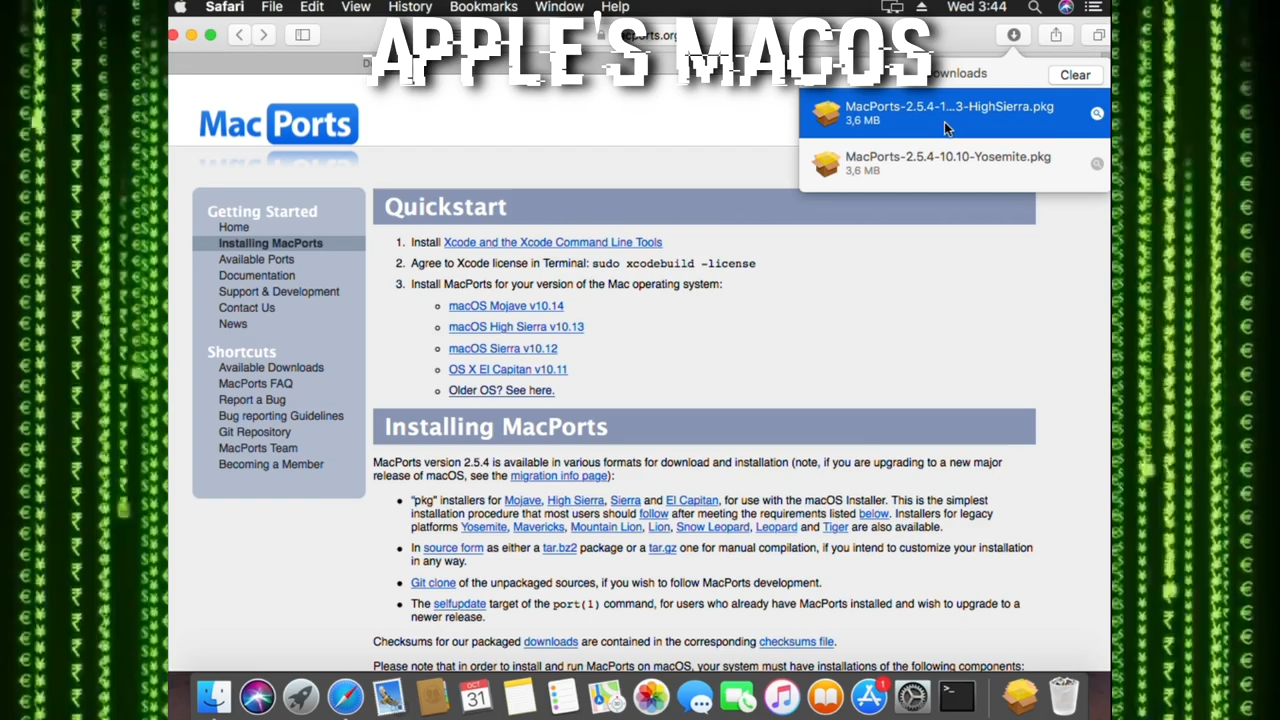 Safari File Edit View History Bookmarks Window Help Wed 3:44
APPLE'S MACOS
Downloads Clear
MacPorts-2.5.4-1...3-HighSierra.pkg
3,6 MB
MacPorts-2.5.4-10.10-Yosemite.pkg
3,6 MB
MacPorts
Getting Started
Home
Installing MacPorts
Available Ports
Documentation
Support & Development
Contact Us
News
Shortcuts
Available Downloads
MacPorts FAQ
Report a Bug
Bug reporting Guidelines
Git Repository
MacPorts Team
Becoming a Member
Quickstart
1. Install Xcode and the Xcode Command Line Tools
2. Agree to Xcode license in Terminal: sudo xcodebuild -license
3. Install MacPorts for your version of the Mac operating system:
macOS Mojave v10.14
macOS High Sierra v10.13
macOS Sierra v10.12
OS X El Capitan v10.11
Older OS? See here.
Installing MacPorts
MacPorts version 2.5.4 is available in various formats for download and installation (note, if you are upgrading to a new major
release of macOS, see the migration info page):
"pkg" installers for Mojave, High Sierra, Sierra and El Capitan, for use with the macOS Installer. This is the simplest
installation procedure that most users should follow after meeting the requirements listed below. Installers for legacy
platforms Yosemite, Mavericks, Mountain Lion, Lion, Snow Leopard, Leopard and Tiger are also available.
In source form as either a tar.bz2 package or a tar.gz one for manual compilation, if you intend to customize your installation
in any way.
Git clone of the unpackaged sources, if you wish to follow MacPorts development.
The selfupdate target of the port(1) command, for users who already have MacPorts installed and wish to upgrade to a
newer release.
Checksums for our packaged downloads are contained in the corresponding checksums file.
Please note that in order to install and run MacPorts on macOS, your system must have installations of the following components:
OCT
31
1